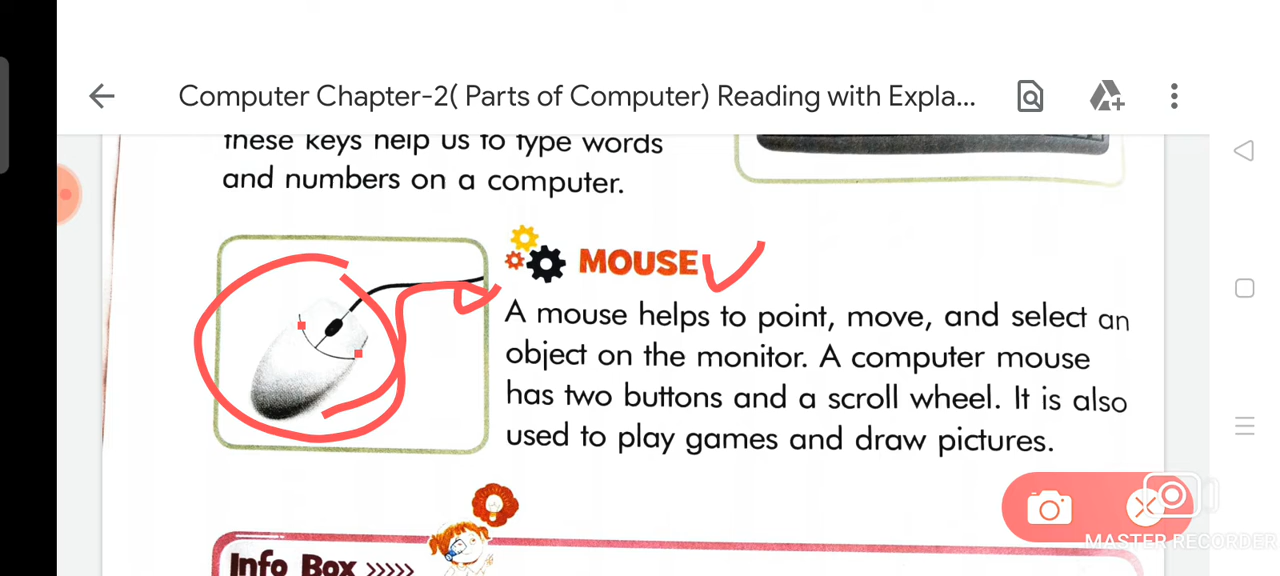 Computer Chapter-2( Parts of Computer) Reading with Expla...
these keys help us to type words
and numbers on a computer.
MOUSE
A mouse helps to point, move, and select an
object on the monitor. A computer mouse
has two buttons and a scroll wheel. It is also
used to play games and draw pictures.
Info Box >>>>>
MASTER RECORDER